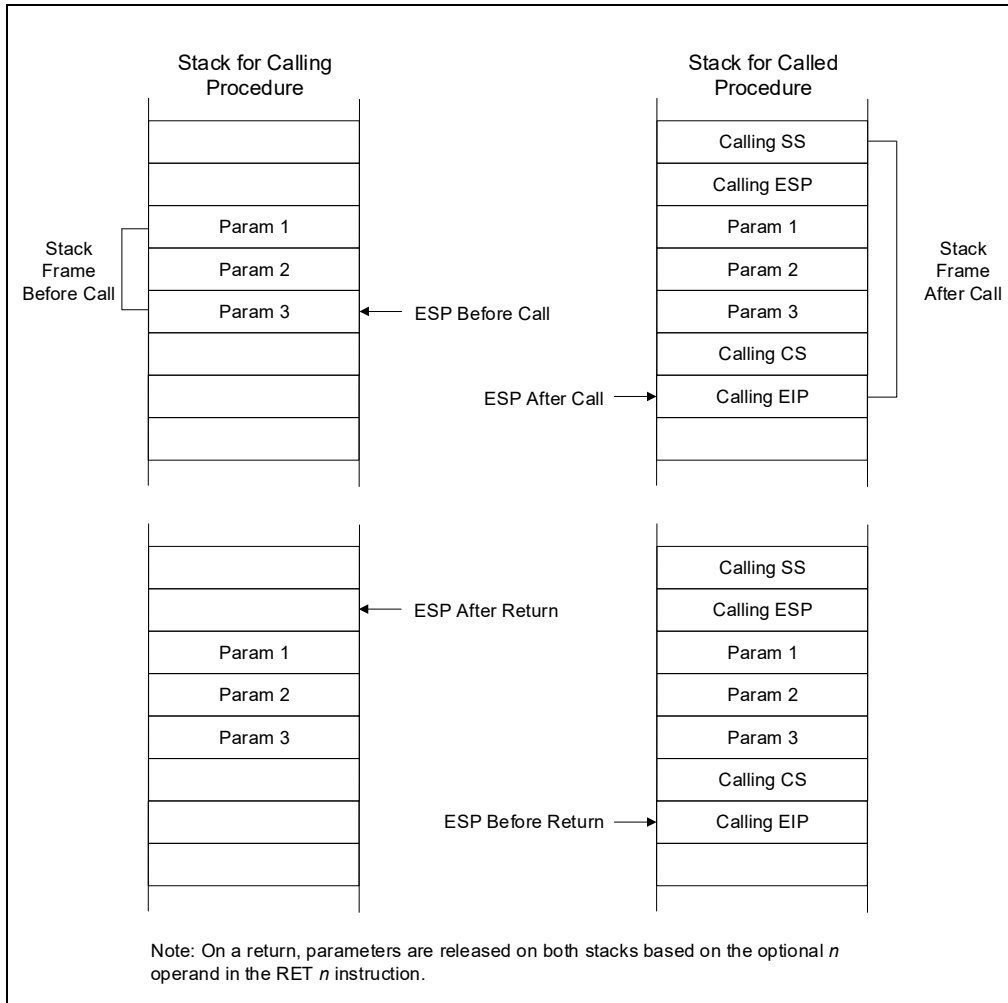 Stack for Calling
Procedure
Stack for Called
Procedure
Calling SS
Calling ESP
Param 1
Param 1
Stack
Frame
Before Call
Param 2
Param 2
Stack
Frame
After Call
Param 3
ESP Before Call
Param 3
Calling CS
ESP After Call
Calling EIP
Calling SS
ESP After Return
Calling ESP
Param 1
Param 1
Param 2
Param 2
Param 3
Param 3
Calling CS
ESP Before Return
Calling EIP
Note: On a return, parameters are released on both stacks based on the optional n
operand in the RET n instruction.